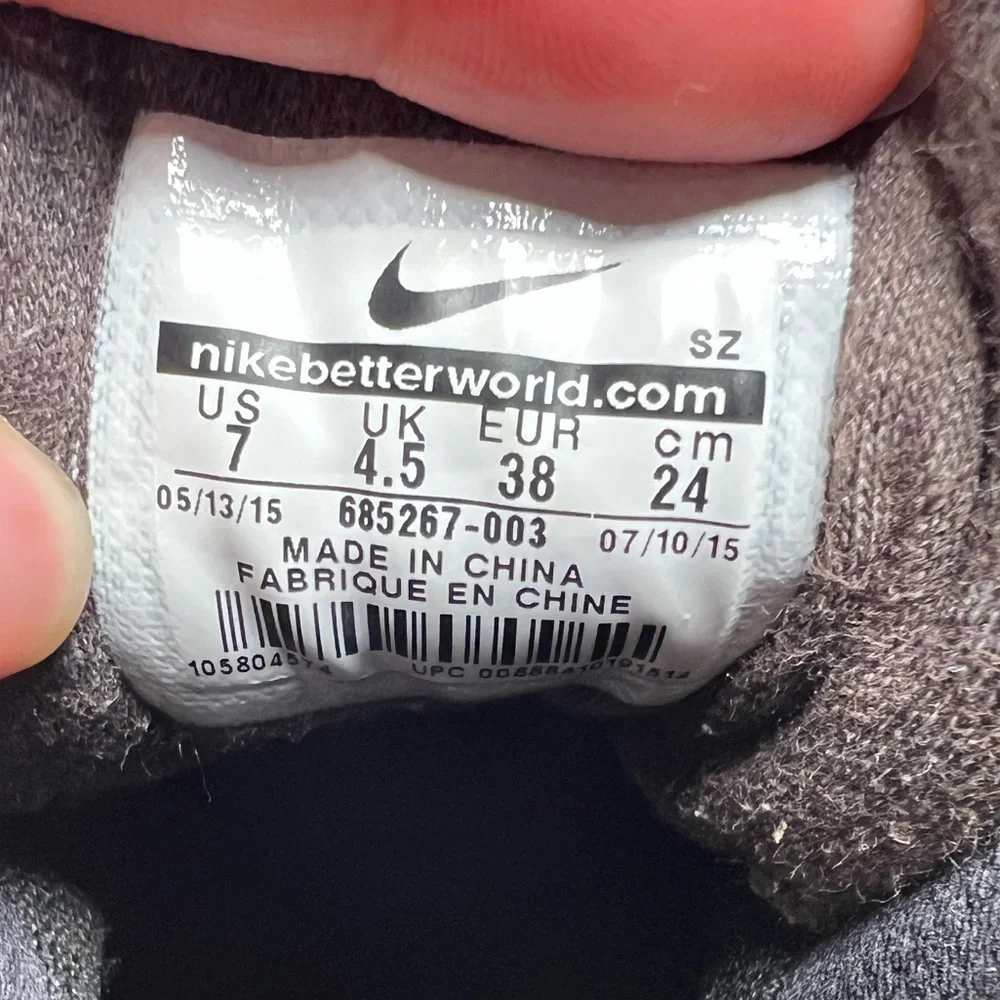 SZ
nikebetterworld.com
US UK EUR cm
7 4.5 38 24
05/13/15 685267-003 07/10/15
MADE IN CHINA
FABRIQUE EN CHINE
UPC